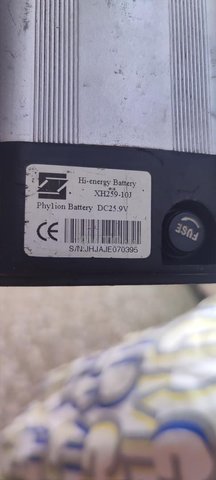 Hi-energy Battery
XH259-10J
Phylion Battery DC25.9V
CE
S/N:JHJAJE070395
FUSE